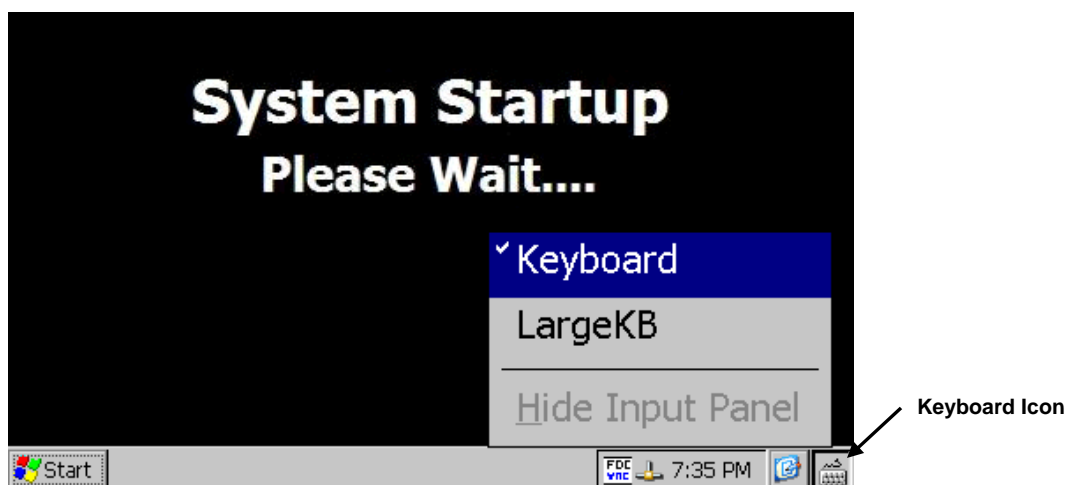 System Startup
Please Wait....
Keyboard
LargeKB
Hide Input Panel
Keyboard Icon
Start
FDC
VNC
7:35 PM